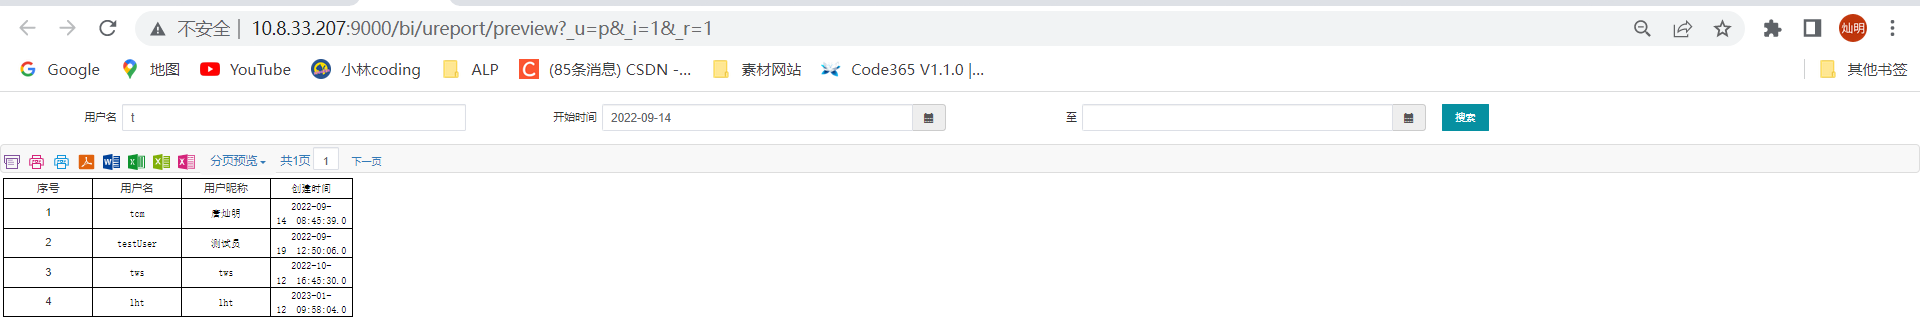 不安全 | 10.8.33.207:9000/bi/ureport/preview?_u=p&_i=1&_r=1
灿明
Google 地图 YouTube 小林coding ALP (85条消息) CSDN -... 素材网站 Code365 V1.1.0 |... 其他书签
用户名 t 开始时间 2022-09-14 至 搜索
分页预览 共1页 1 下一页
序号 用户名 用户昵称 创建时间
1 tcm 唐灿明 2022-09-
14 08:45:39.0
2 testUser 测试员 2022-09-
19 12:50:06.0
3 tws tws 2022-10-
12 16:45:30.0
4 lht lht 2023-01-
12 09:58:04.0